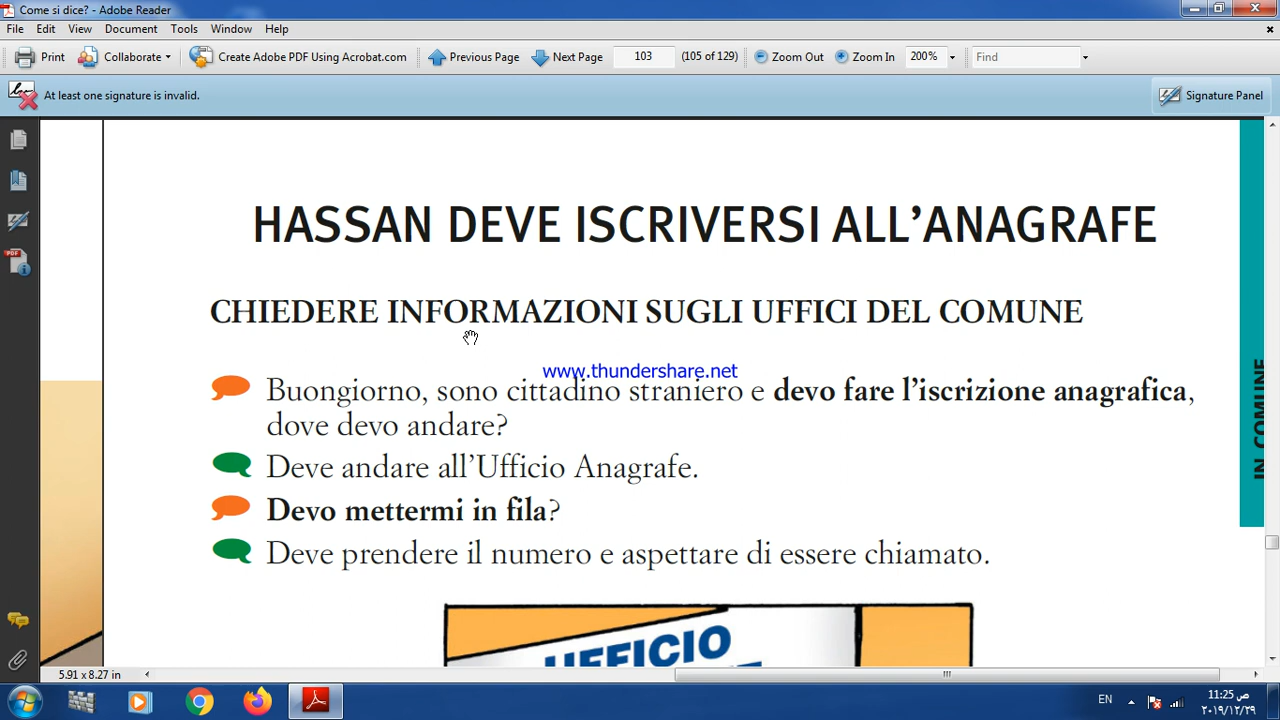 Come si dice? - Adobe Reader
File Edit View Document Tools Window Help
Print Collaborate Create Adobe PDF Using Acrobat.com Previous Page Next Page 103 (105 of 129) Zoom Out Zoom In 200% Find
At least one signature is invalid. Signature Panel
HASSAN DEVE ISCRIVERSI ALL’ANAGRAFE
CHIEDERE INFORMAZIONI SUGLI UFFICI DEL COMUNE
www.thundershare.net
Buongiorno, sono cittadino straniero e devo fare l’iscrizione anagrafica,
dove devo andare?
Deve andare all’Ufficio Anagrafe.
Devo mettermi in fila?
Deve prendere il numero e aspettare di essere chiamato.
IN COMUNE
UFFICIO
5.91 x 8.27 in
EN
11:25 ص
٢٠١٩/١٢/٢٩